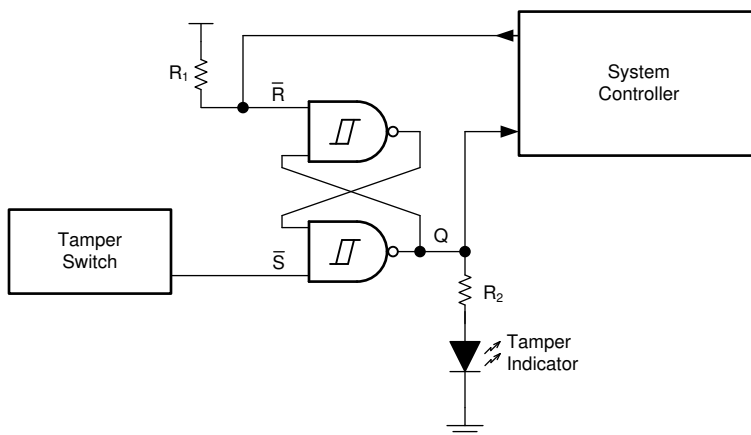 R1
R̅
System
Controller
Tamper
Switch
S̅
Q
R2
Tamper
Indicator